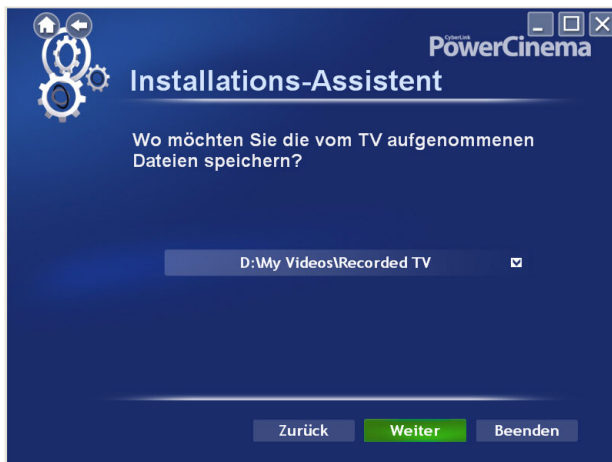 CyberLink
PowerCinema
Installations-Assistent
Wo möchten Sie die vom TV aufgenommenen
Dateien speichern?
D:\My Videos\Recorded TV
Zurück Weiter Beenden